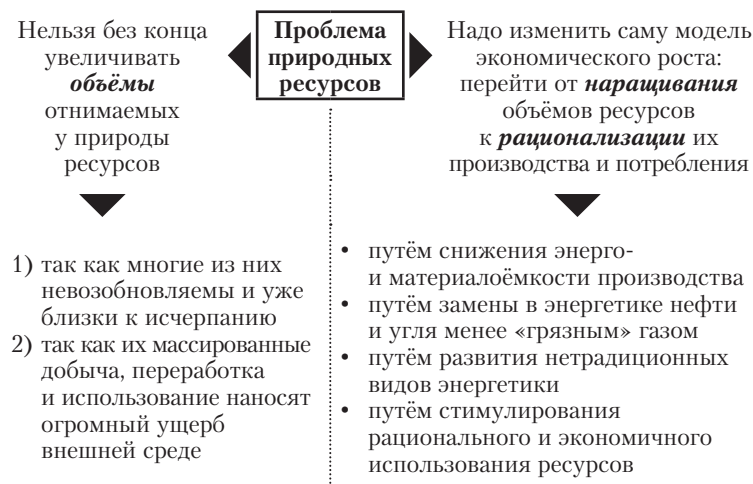 Нельзя без конца
увеличивать
объёмы
отнимаемых
у природы
ресурсов
Проблема
природных
ресурсов
Надо изменить саму модель
экономического роста:
перейти от наращивания
объёмов ресурсов
к рационализации их
производства и потребления
1) так как многие из них
невозобновляемы и уже
близки к исчерпанию
2) так как их массированные
добыча, переработка
и использование наносят
огромный ущерб
внешней среде
• путём снижения энерго-
и материалоёмкости производства
• путём замены в энергетике нефти
и угля менее «грязным» газом
• путём развития нетрадиционных
видов энергетики
• путём стимулирования
рационального и экономичного
использования ресурсов